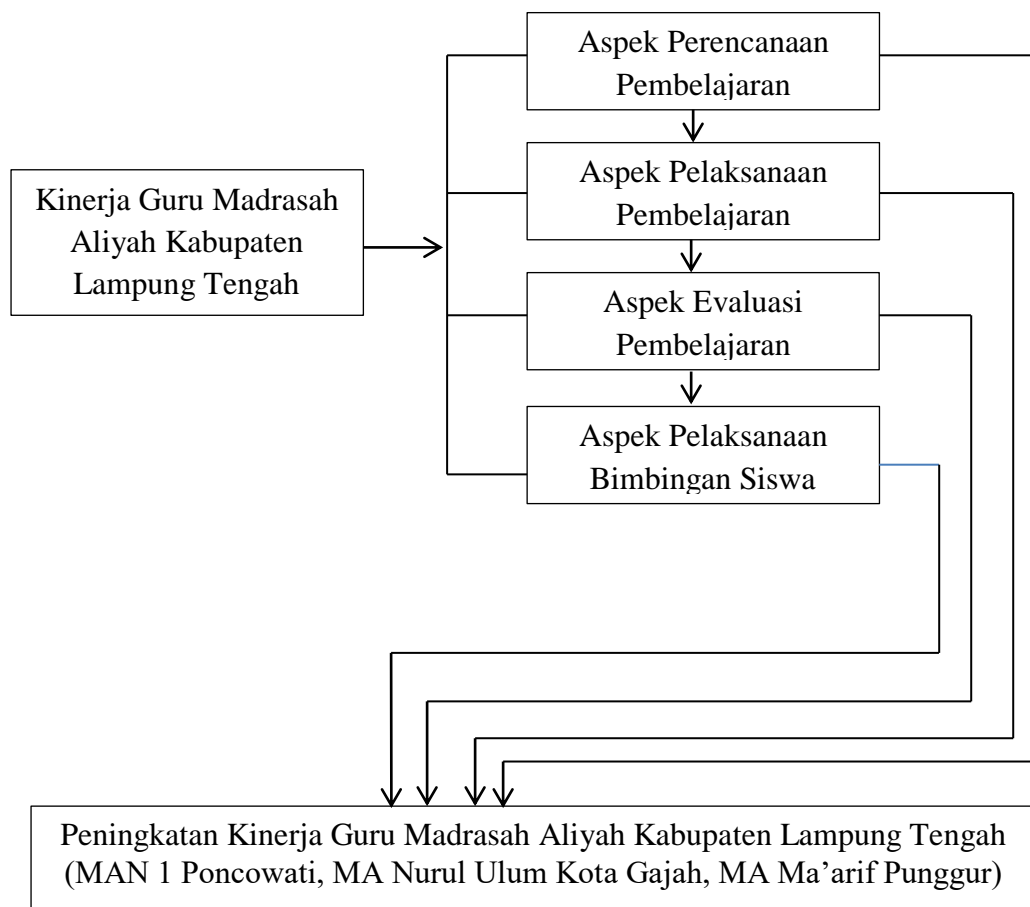 Aspek Perencanaan
Pembelajaran
Kinerja Guru Madrasah
Aliyah Kabupaten
Lampung Tengah
Aspek Pelaksanaan
Pembelajaran
Aspek Evaluasi
Pembelajaran
Aspek Pelaksanaan
Bimbingan Siswa
Peningkatan Kinerja Guru Madrasah Aliyah Kabupaten Lampung Tengah
(MAN 1 Poncowati, MA Nurul Ulum Kota Gajah, MA Ma’arif Punggur)